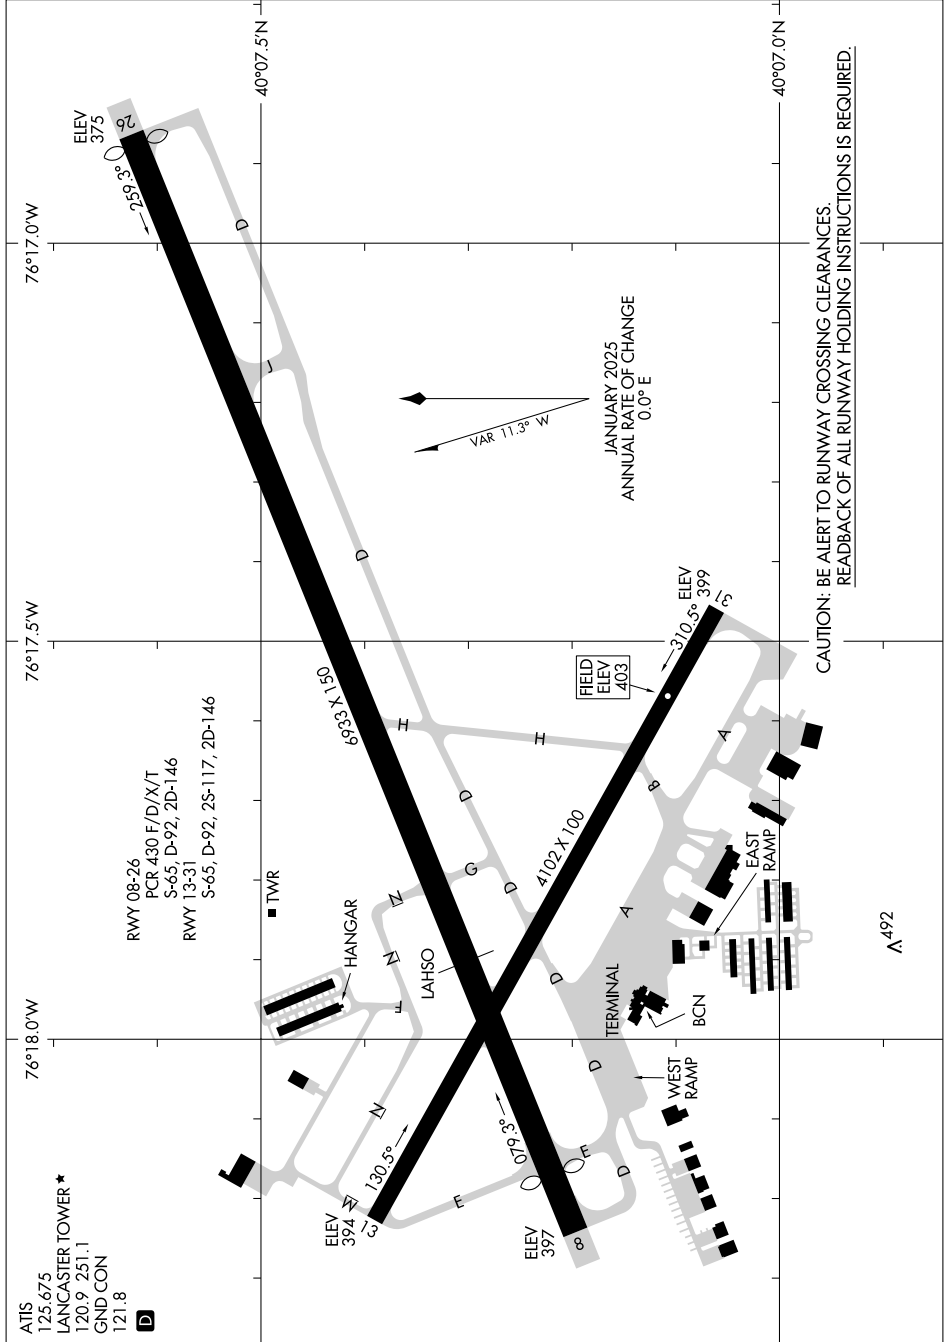 ATIS
125.675
LANCASTER TOWER★
120.9 251.1
GND CON
121.8
D
76°18.0'W
76°17.5'W
76°17.0'W
40°07.5'N
40°07.0'N
RWY 08-26
PCR 430 F/D/X/T
S-65, D-92, 2D-146
RWY 13-31
S-65, D-92, 2S-117, 2D-146
TWR
HANGAR
LAHSO
ELEV
375
26
259.3°
D
J
D
6933 X 150
H
H
D
G
D
N
N
F
N
M
E
E
D
D
D
ELEV
394
13
130.5°
ELEV
397
8
079.3°
4102 X 100
B
A
A
FIELD
ELEV
403
310.5°
ELEV
399
31
TERMINAL
BCN
WEST
RAMP
EAST
RAMP
492
VAR 11.3° W
JANUARY 2025
ANNUAL RATE OF CHANGE
0.0° E
CAUTION: BE ALERT TO RUNWAY CROSSING CLEARANCES.
READBACK OF ALL RUNWAY HOLDING INSTRUCTIONS IS REQUIRED.